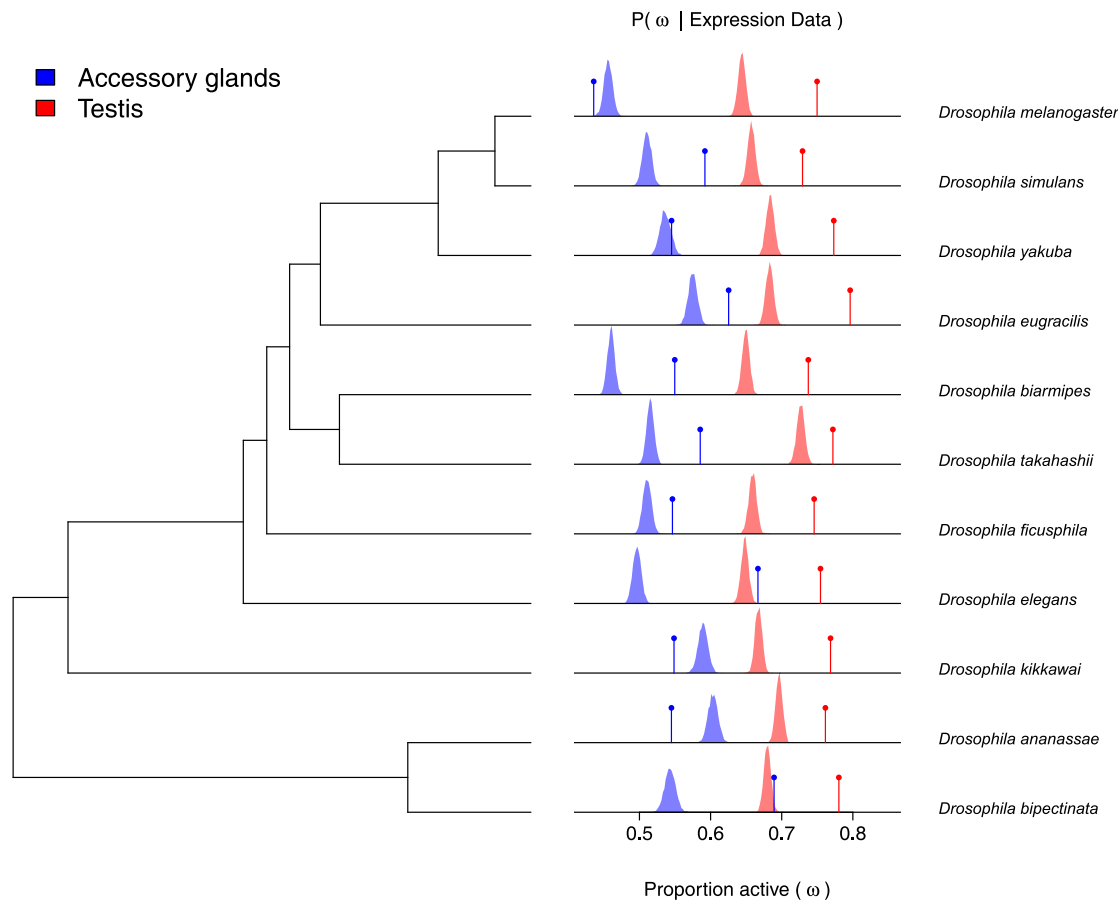 P( ω | Expression Data )
Accessory glands
Testis
Drosophila melanogaster
Drosophila simulans
Drosophila yakuba
Drosophila eugracilis
Drosophila biarmipes
Drosophila takahashii
Drosophila ficusphila
Drosophila elegans
Drosophila kikkawai
Drosophila ananassae
Drosophila bipectinata
0.5 0.6 0.7 0.8
Proportion active ( ω )